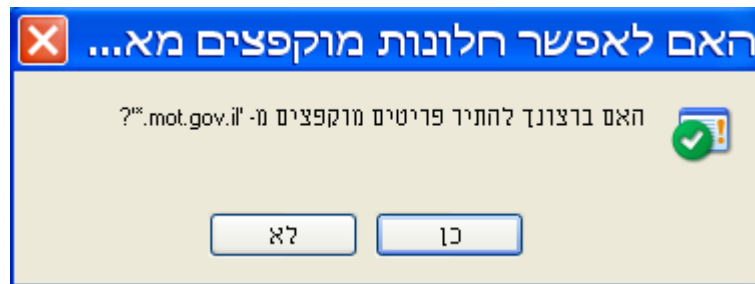 האם לאפשר חלונות מוקפצים מא...
האם ברצונך להתיר פריטים מוקפצים מ- '*.mot.gov.il'?
כן
לא